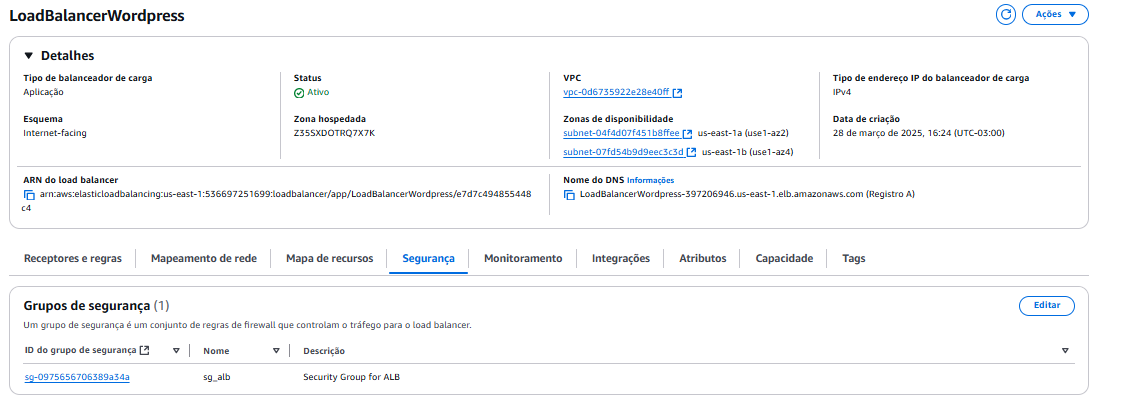 LoadBalancerWordpress
Ações
Detalhes
Tipo de balanceador de carga
Aplicação
Status
Ativo
VPC
vpc-0d6735922e28e40ff
Tipo de endereço IP do balanceador de carga
IPv4
Esquema
Internet-facing
Zona hospedada
Z35SXDOTRQ7X7K
Zonas de disponibilidade
subnet-04f4d07f451b8ffee us-east-1a (use1-az2)
subnet-07fd54b9d9eec3c3d us-east-1b (use1-az4)
Data de criação
28 de março de 2025, 16:24 (UTC-03:00)
ARN do load balancer
arn:aws:elasticloadbalancing:us-east-1:536697251699:loadbalancer/app/LoadBalancerWordpress/e7d7c494855448
c4
Nome do DNS Informações
LoadBalancerWordpress-397206946.us-east-1.elb.amazonaws.com (Registro A)
Receptores e regras Mapeamento de rede Mapa de recursos Segurança Monitoramento Integrações Atributos Capacidade Tags
Grupos de segurança (1)
Editar
Um grupo de segurança é um conjunto de regras de firewall que controlam o tráfego para o load balancer.
ID do grupo de segurança Nome Descrição
sg-0975656706389a34a sg_alb Security Group for ALB